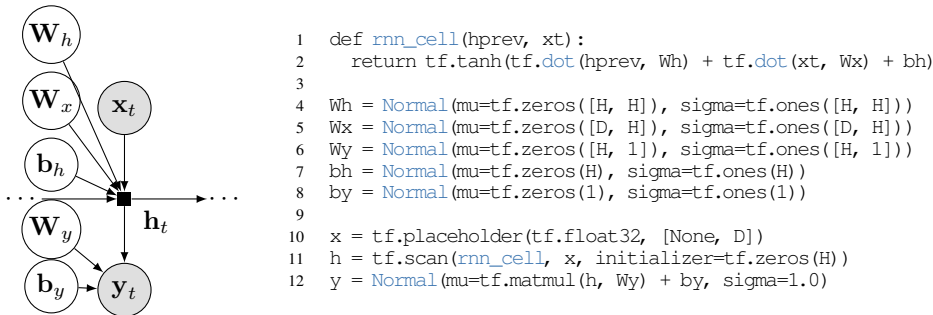 W_h
W_x
x_t
b_h
. . .
. . .
h_t
W_y
b_y
y_t
1 def rnn_cell(hprev, xt):
2   return tf.tanh(tf.dot(hprev, Wh) + tf.dot(xt, Wx) + bh)
3
4 Wh = Normal(mu=tf.zeros([H, H]), sigma=tf.ones([H, H]))
5 Wx = Normal(mu=tf.zeros([D, H]), sigma=tf.ones([D, H]))
6 Wy = Normal(mu=tf.zeros([H, 1]), sigma=tf.ones([H, 1]))
7 bh = Normal(mu=tf.zeros(H), sigma=tf.ones(H))
8 by = Normal(mu=tf.zeros(1), sigma=tf.ones(1))
9
10 x = tf.placeholder(tf.float32, [None, D])
11 h = tf.scan(rnn_cell, x, initializer=tf.zeros(H))
12 y = Normal(mu=tf.matmul(h, Wy) + by, sigma=1.0)